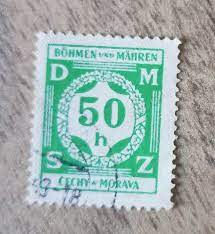 BÖHMEN UND MÄHREN
D M
50
h
S Z
ČECHY A MORAVA